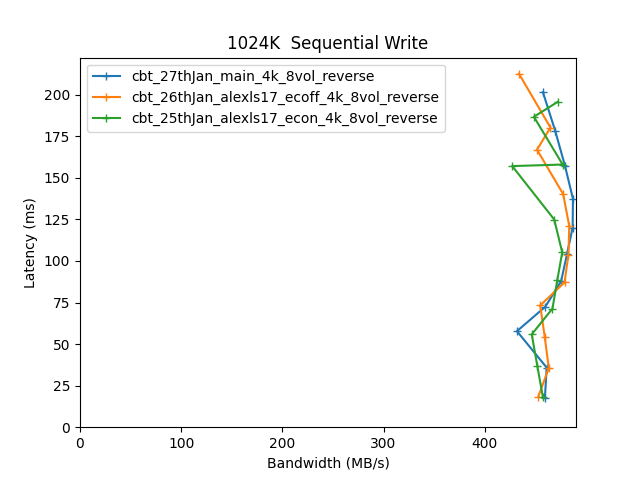 1024K  Sequential Write
cbt_27thJan_main_4k_8vol_reverse
cbt_26thJan_alexls17_ecoff_4k_8vol_reverse
cbt_25thJan_alexls17_econ_4k_8vol_reverse
Latency (ms)
200
175
150
125
100
75
50
25
0
0 100 200 300 400
Bandwidth (MB/s)